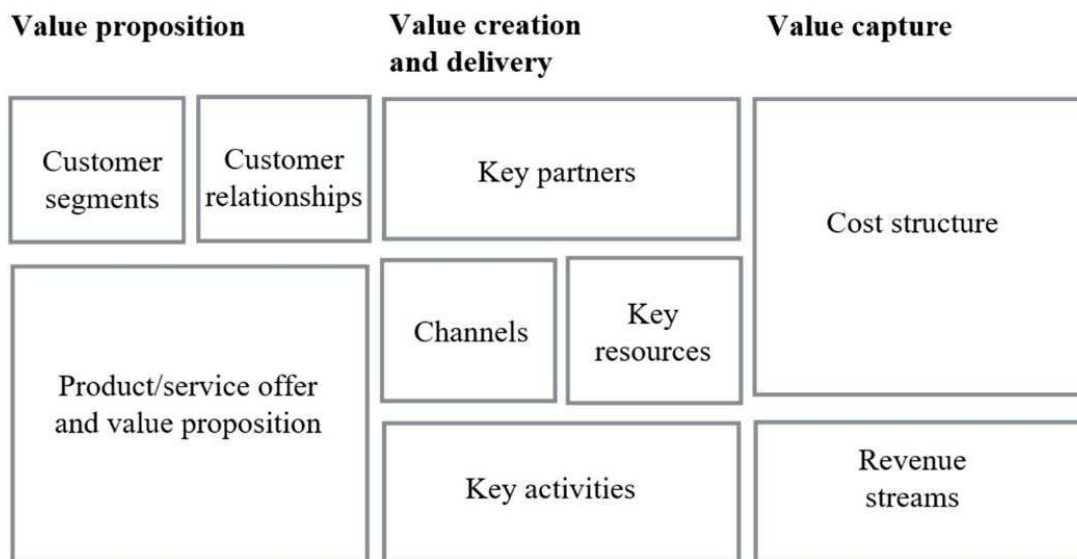 Value proposition
Value creation
and delivery
Value capture
Customer
segments
Customer
relationships
Product/service offer
and value proposition
Key partners
Channels
Key
resources
Key activities
Cost structure
Revenue
streams